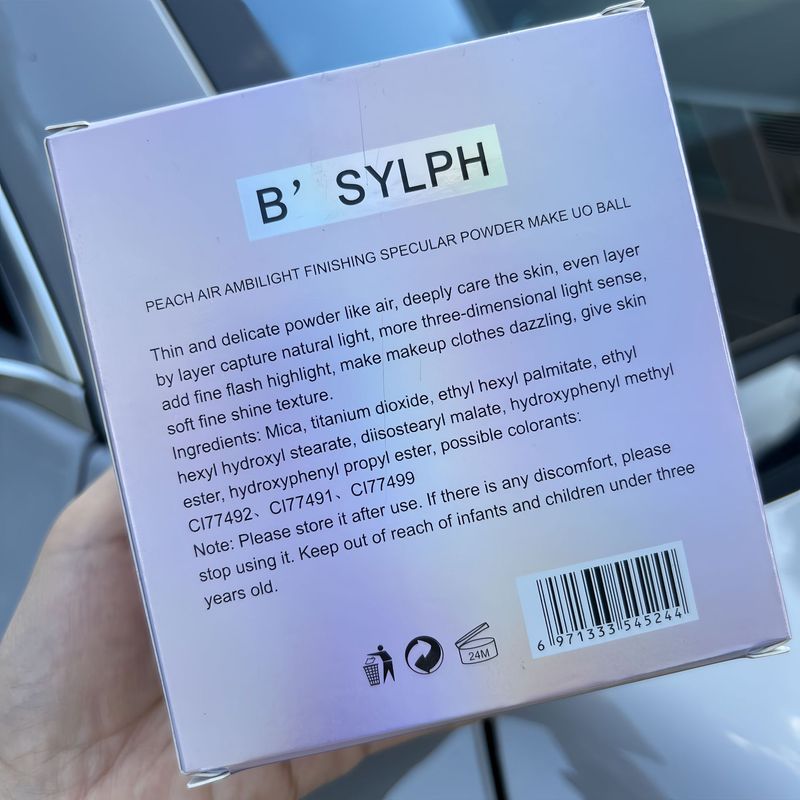 B’ SYLPH
PEACH AIR AMBILIGHT FINISHING SPECULAR POWDER MAKE UO BALL
Thin and delicate powder like air, deeply care the skin, even layer
by layer capture natural light, more three-dimensional light sense,
add fine flash highlight, make makeup clothes dazzling, give skin
soft fine shine texture.
Ingredients: Mica, titanium dioxide, ethyl hexyl palmitate, ethyl
hexyl hydroxyl stearate, diisostearyl malate, hydroxyphenyl methyl
ester, hydroxyphenyl propyl ester, possible colorants:
CI77492、CI77491、CI77499
Note: Please store it after use. If there is any discomfort, please
stop using it. Keep out of reach of infants and children under three
years old.
24M
6 971333 545244